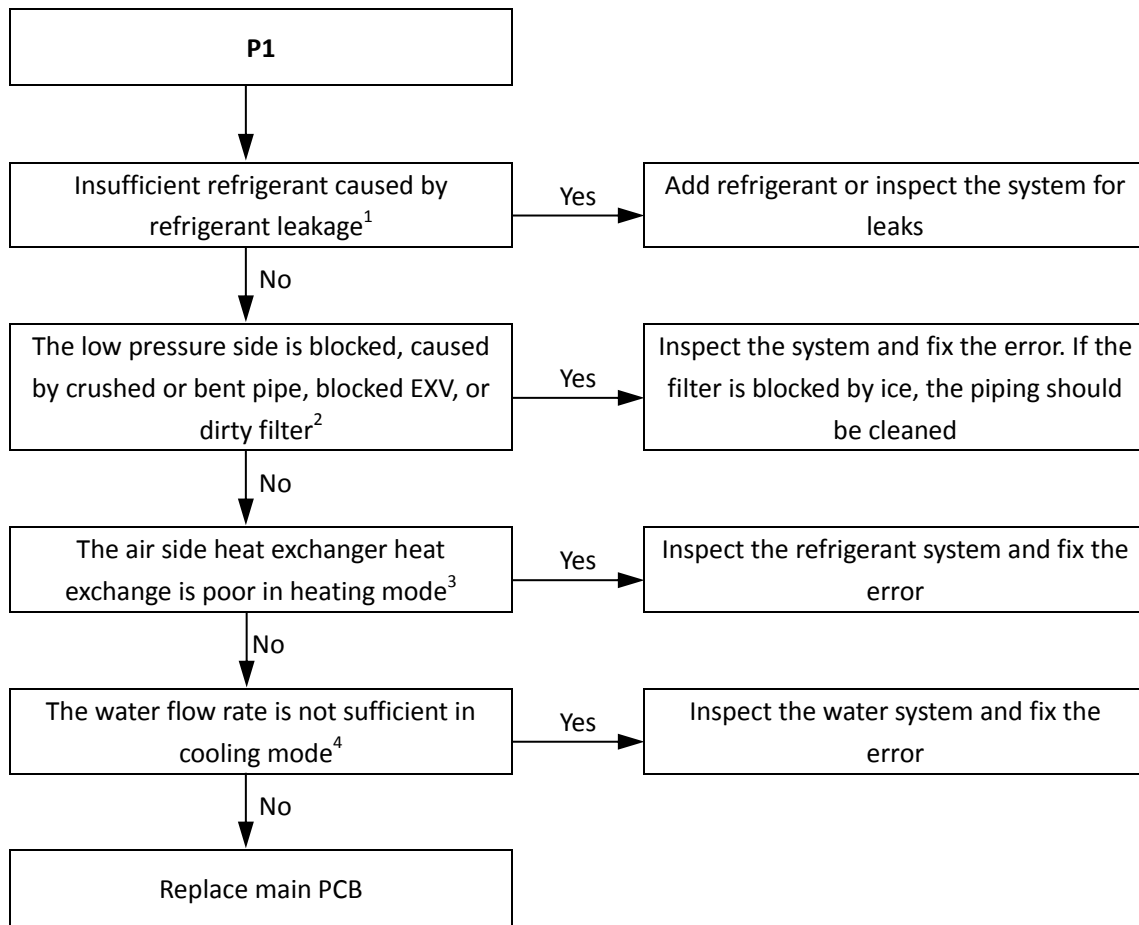 P1
Insufficient refrigerant caused by
refrigerant leakage¹
Yes
Add refrigerant or inspect the system for
leaks
No
The low pressure side is blocked, caused
by crushed or bent pipe, blocked EXV, or
dirty filter²
Yes
Inspect the system and fix the error. If the
filter is blocked by ice, the piping should
be cleaned
No
The air side heat exchanger heat
exchange is poor in heating mode³
Yes
Inspect the refrigerant system and fix the
error
No
The water flow rate is not sufficient in
cooling mode⁴
Yes
Inspect the water system and fix the
error
No
Replace main PCB